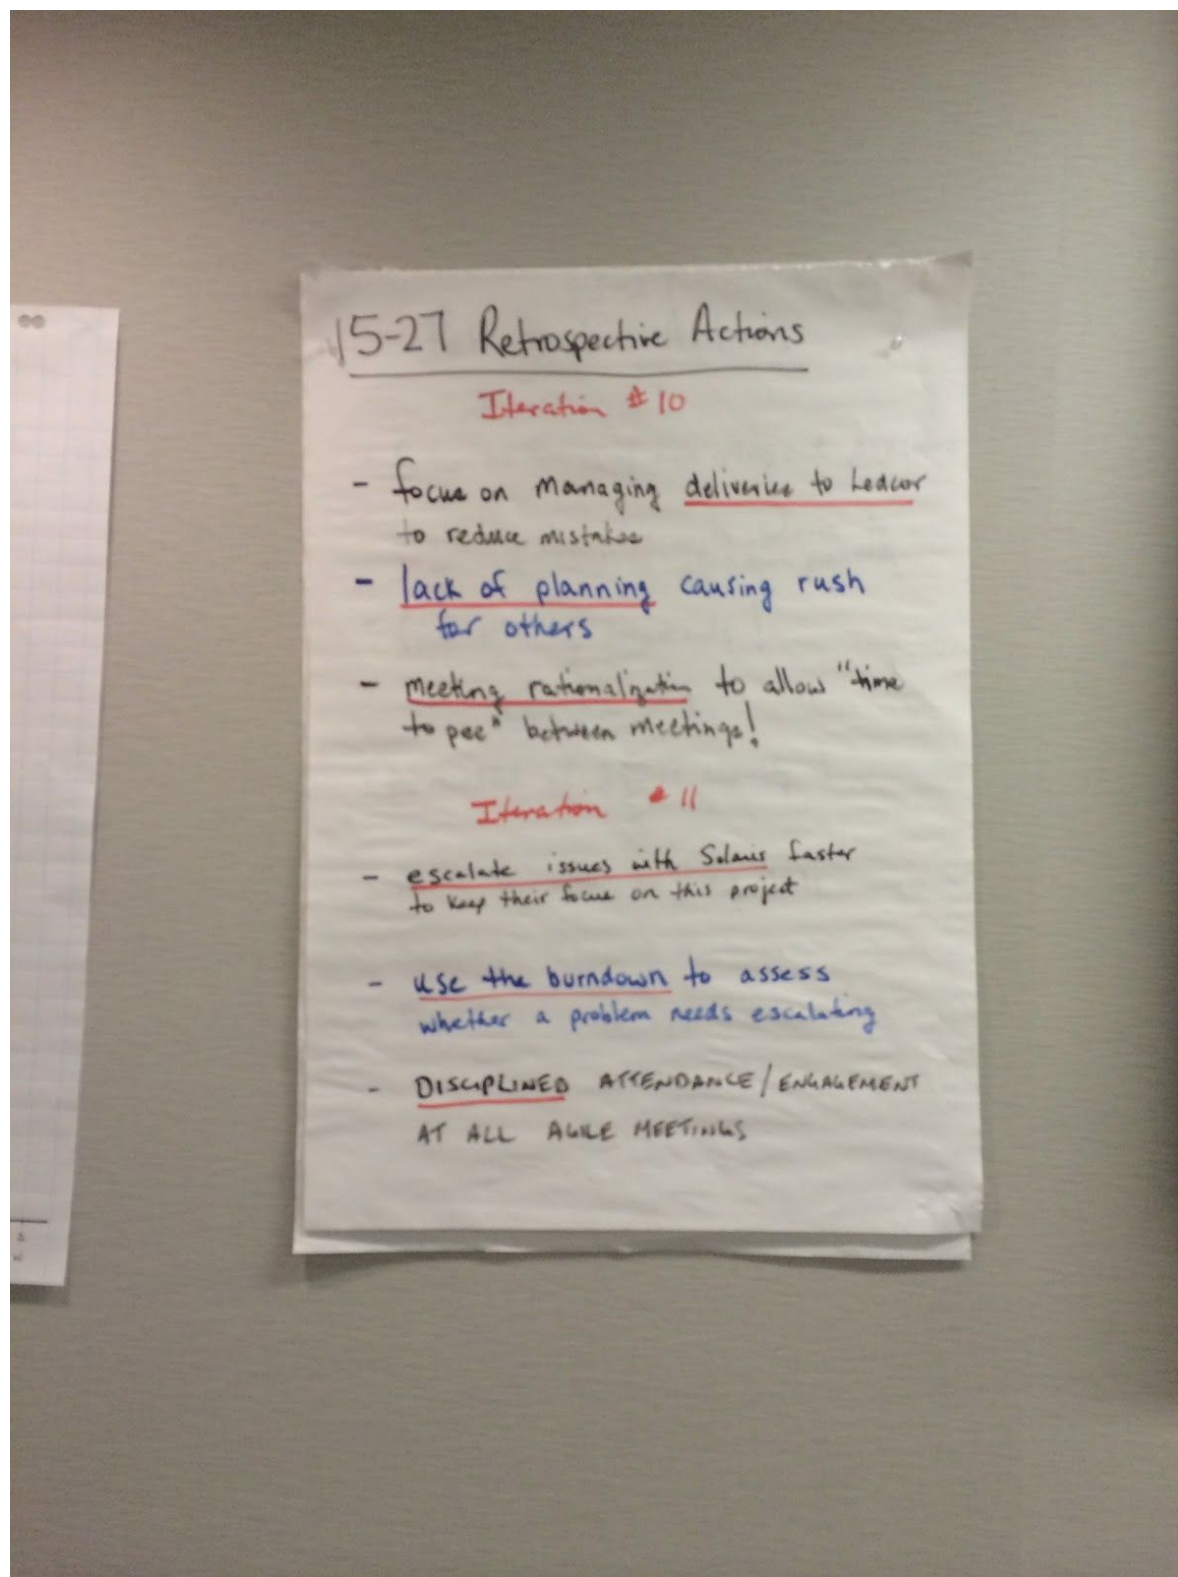 15-27 Retrospective Actions
Iteration #10
- focus on managing deliveries to Ledcor
to reduce mistakes
- lack of planning causing rush
for others
- meeting rationalization to allow "time
to pee" between meetings!
Iteration #11
- escalate issues with Solaris faster
to keep their focus on this project
- use the burndown to assess
whether a problem needs escalating
- DISCIPLINED ATTENDANCE/ENGAGEMENT
AT ALL AGILE MEETINGS